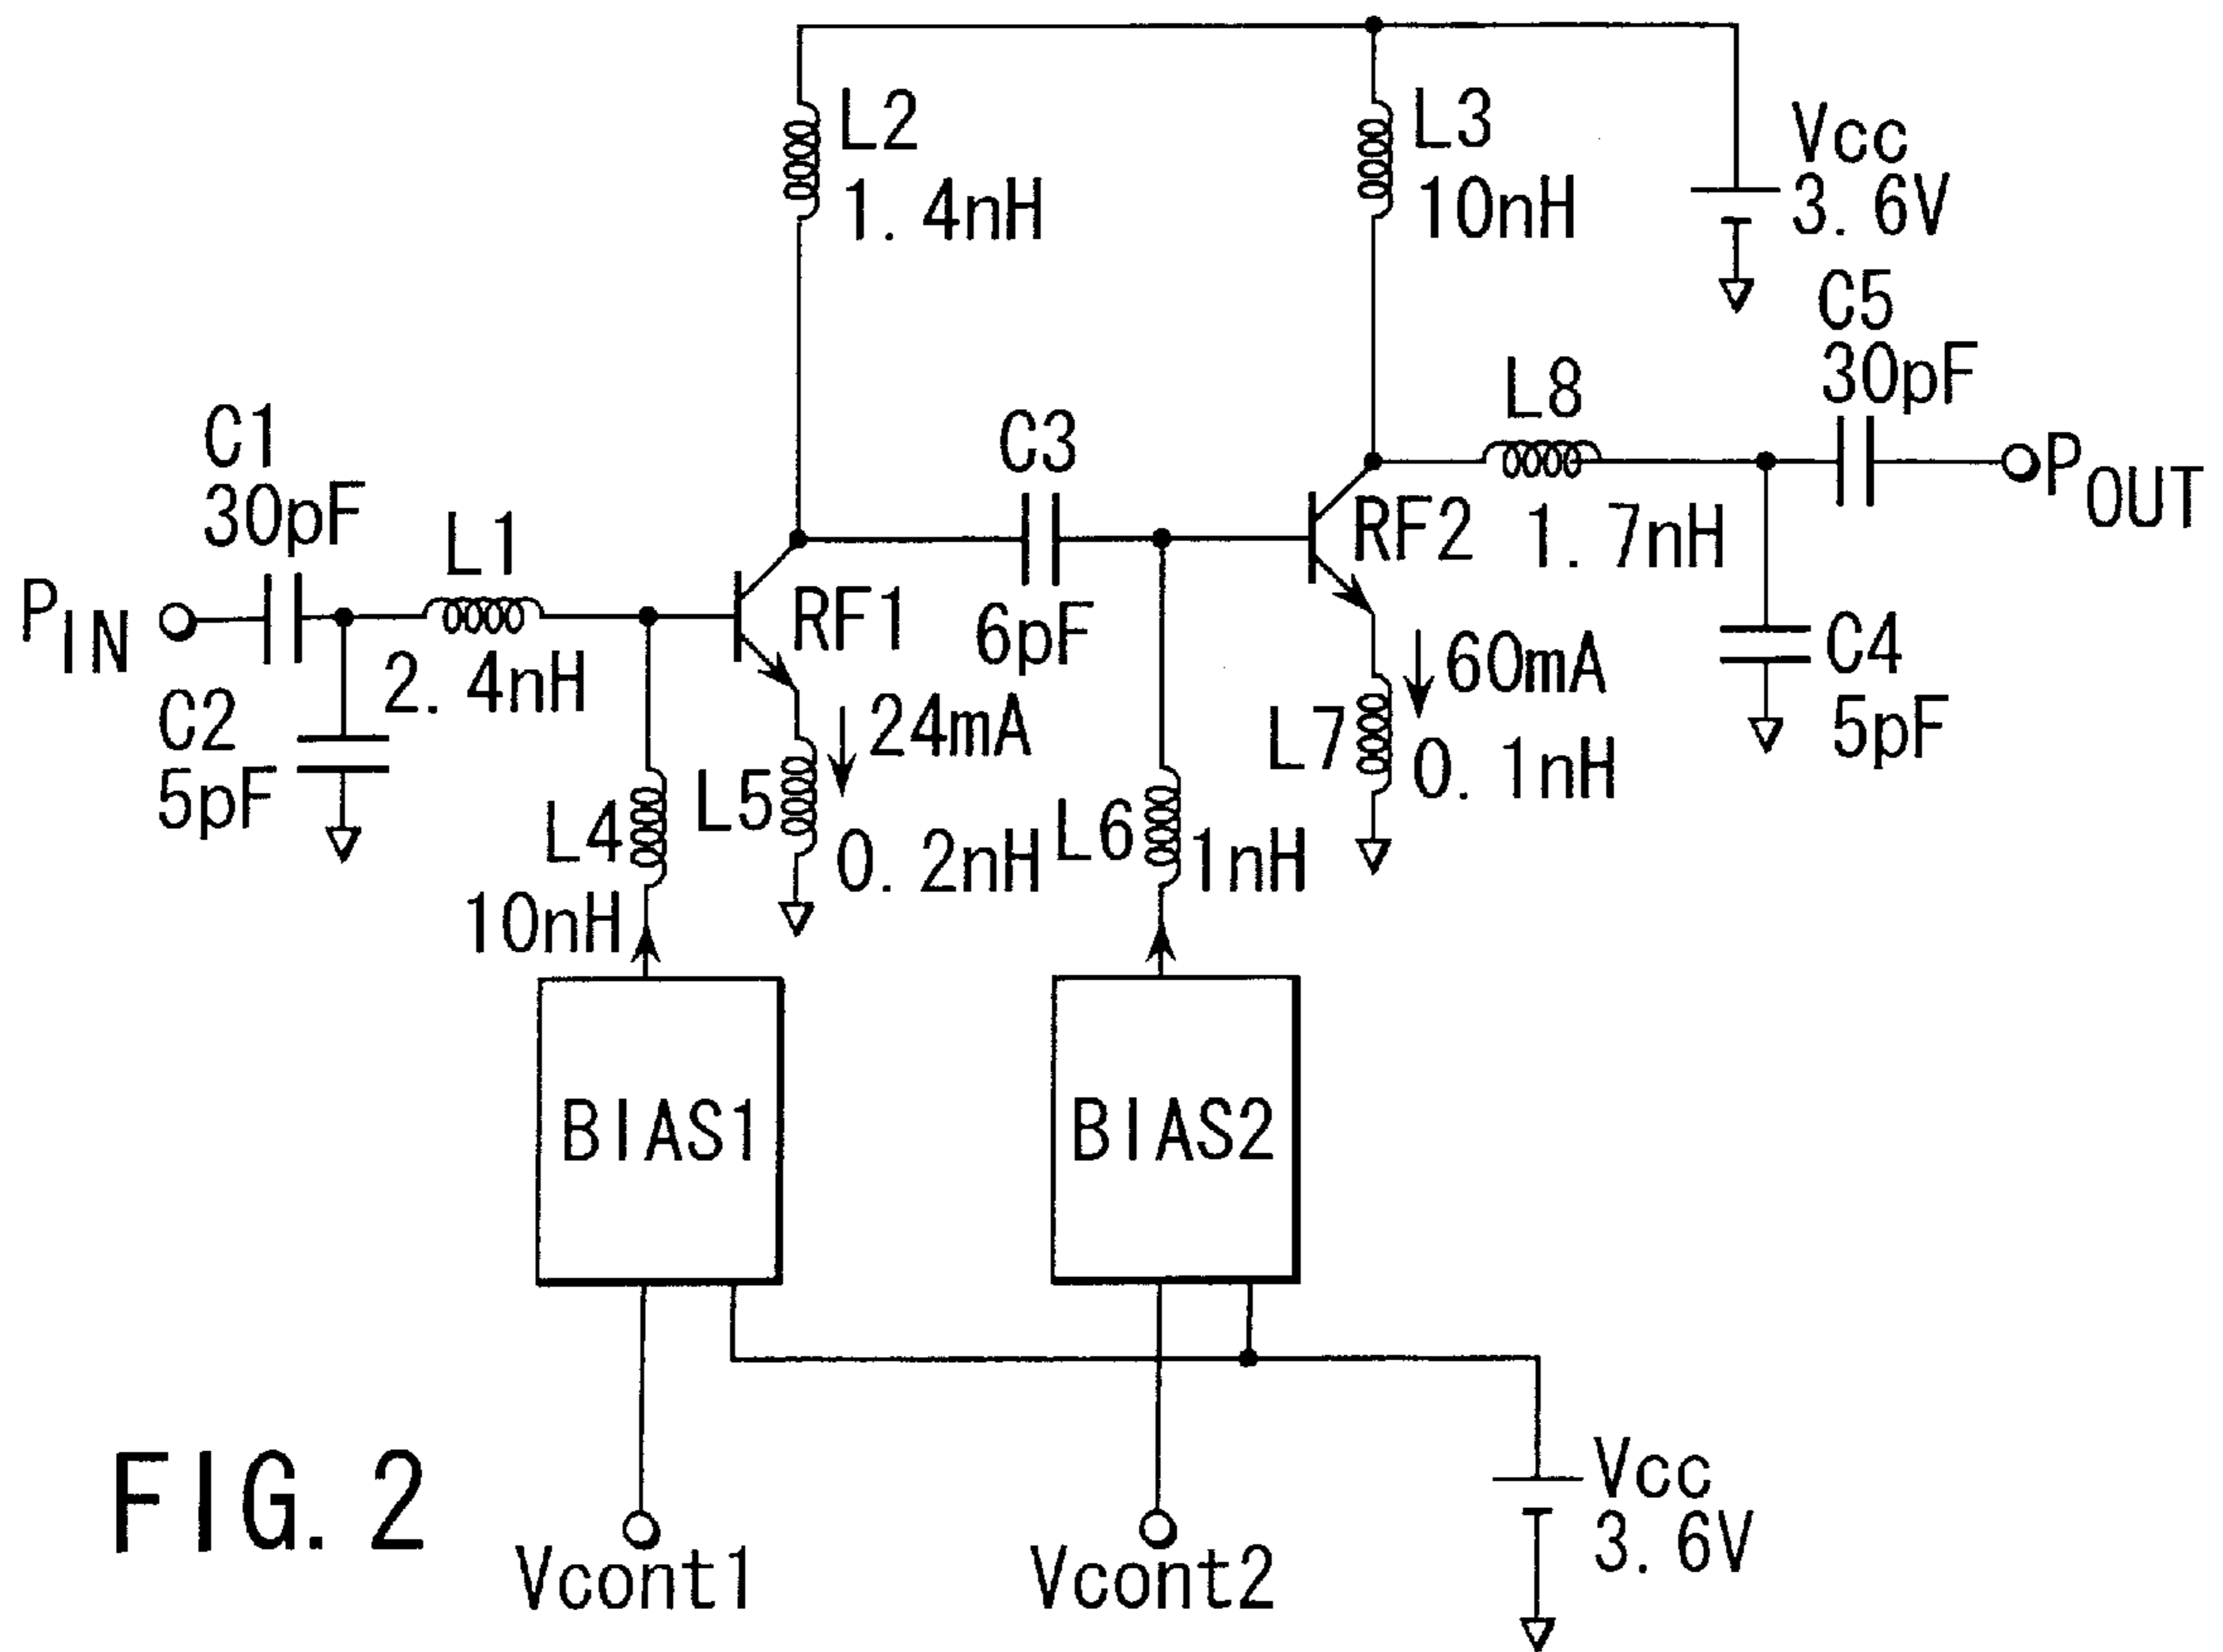 L2
1. 4nH
L3
10nH
Vcc
3. 6V
C5
30pF
L8
1. 7nH
C1
30pF
L1
2. 4nH
C3
6pF
PIN
RF1
RF2
POUT
C2
5pF
24mA
60mA
C4
5pF
L4
10nH
L5
0. 2nH
L6
1nH
L7
0. 1nH
BIAS1
BIAS2
Vcc
3. 6V
Vcont1
Vcont2
FIG. 2